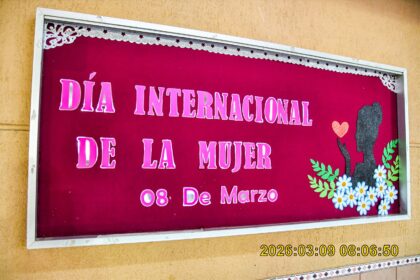 DÍA INTERNACIONAL
DE LA MUJER
08 De Marzo
2026:03:09 08:06:50